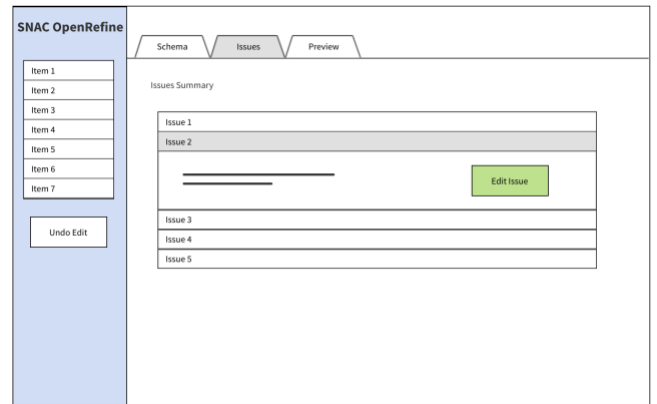 SNAC OpenRefine
Item 1
Item 2
Item 3
Item 4
Item 5
Item 6
Item 7
Undo Edit
Schema
Issues
Preview
Issues Summary
Issue 1
Issue 2
Edit Issue
Issue 3
Issue 4
Issue 5